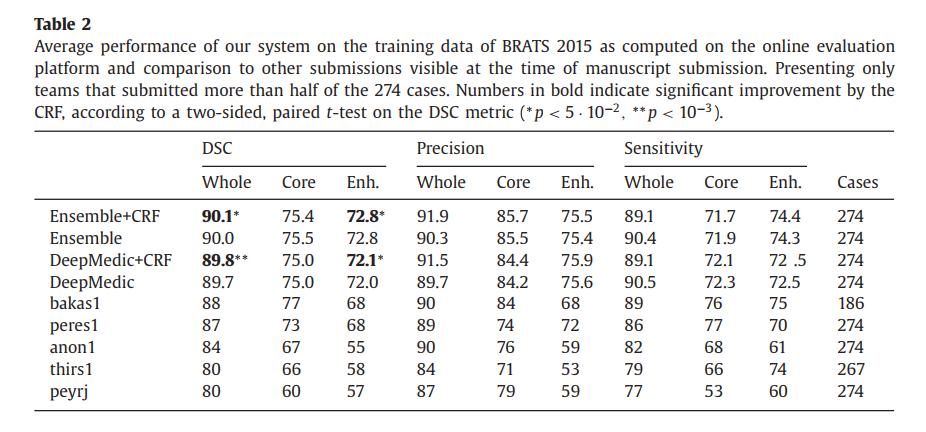 Table 2
Average performance of our system on the training data of BRATS 2015 as computed on the online evaluation
platform and comparison to other submissions visible at the time of manuscript submission. Presenting only
teams that submitted more than half of the 274 cases. Numbers in bold indicate significant improvement by the
CRF, according to a two-sided, paired t-test on the DSC metric (*p < 5 · 10⁻², **p < 10⁻³).
DSC Precision Sensitivity
Whole Core Enh. Whole Core Enh. Whole Core Enh. Cases
Ensemble+CRF 90.1* 75.4 72.8* 91.9 85.7 75.5 89.1 71.7 74.4 274
Ensemble 90.0 75.5 72.8 90.3 85.5 75.4 90.4 71.9 74.3 274
DeepMedic+CRF 89.8** 75.0 72.1* 91.5 84.4 75.9 89.1 72.1 72 .5 274
DeepMedic 89.7 75.0 72.0 89.7 84.2 75.6 90.5 72.3 72.5 274
bakas1 88 77 68 90 84 68 89 76 75 186
peres1 87 73 68 89 74 72 86 77 70 274
anon1 84 67 55 90 76 59 82 68 61 274
thirs1 80 66 58 84 71 53 79 66 74 267
peyrj 80 60 57 87 79 59 77 53 60 274